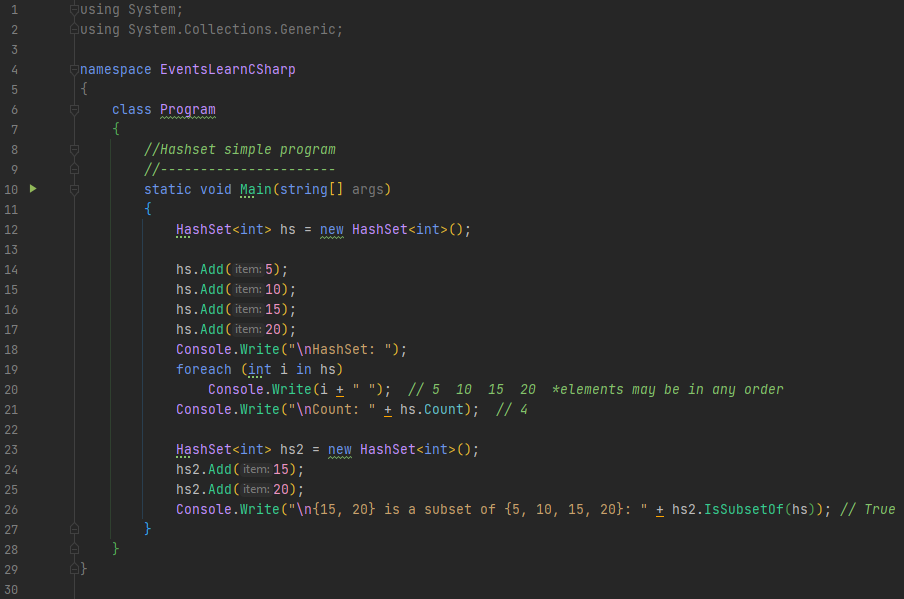 1 using System;
2 using System.Collections.Generic;
3
4 namespace EventsLearnCSharp
5 {
6     class Program
7     {
8         //Hashset simple program
9         //----------------------
10         static void Main(string[] args)
11         {
12             HashSet<int> hs = new HashSet<int>();
13
14             hs.Add(item: 5);
15             hs.Add(item: 10);
16             hs.Add(item: 15);
17             hs.Add(item: 20);
18             Console.Write("\nHashSet: ");
19             foreach (int i in hs)
20                 Console.Write(i + " ");  // 5  10  15  20  *elements may be in any order
21             Console.Write("\nCount: " + hs.Count);  // 4
22
23             HashSet<int> hs2 = new HashSet<int>();
24             hs2.Add(item: 15);
25             hs2.Add(item: 20);
26             Console.Write("\n{15, 20} is a subset of {5, 10, 15, 20}: " + hs2.IsSubsetOf(hs)); // True
27         }
28     }
29 }
30